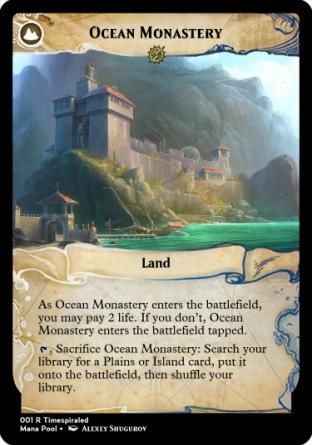 Ocean Monastery
Land
As Ocean Monastery enters the battlefield,
you may pay 2 life. If you don't, Ocean
Monastery enters the battlefield tapped.
, Sacrifice Ocean Monastery: Search your
library for a Plains or Island card, put it
onto the battlefield, then shuffle your
library.
001 R Timespiraled
Mana Pool • Alexey Shugurov